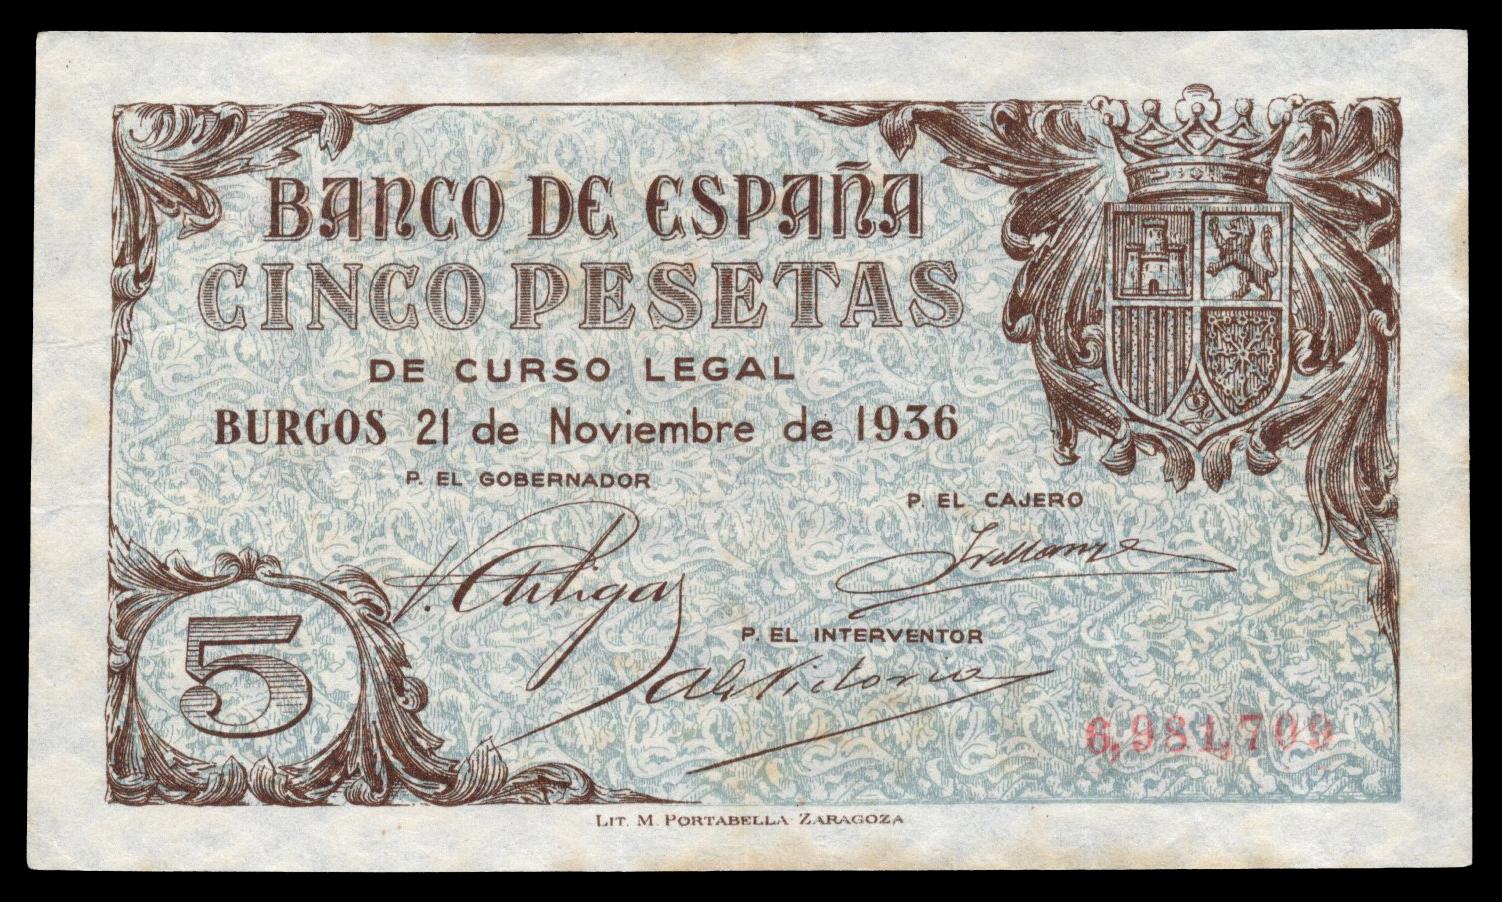 BANCO DE ESPAÑA
CINCO PESETAS
DE CURSO LEGAL
BURGOS 21 de Noviembre de 1936
P. EL GOBERNADOR
P. EL CAJERO
P. EL INTERVENTOR
5
6,981,709
LIT. M. PORTABELLA ZARAGOZA